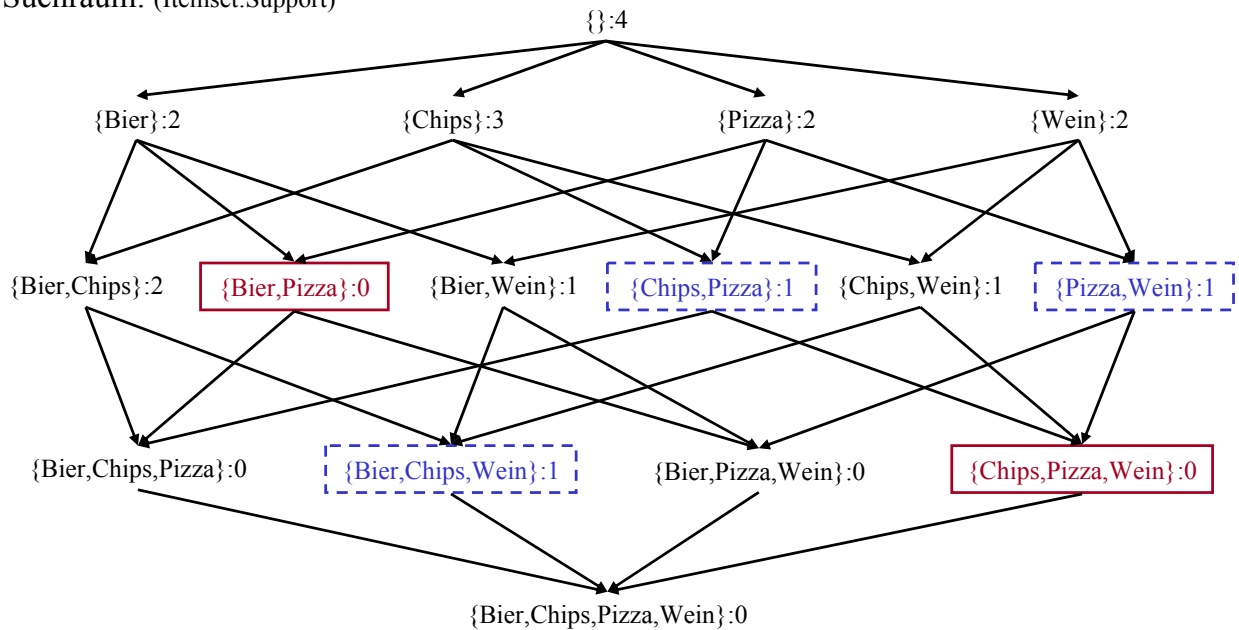 Suchraum: (Itemset:Support)
{}:4
{Bier}:2 {Chips}:3 {Pizza}:2 {Wein}:2
{Bier,Chips}:2 {Bier,Pizza}:0 {Bier,Wein}:1 {Chips,Pizza}:1 {Chips,Wein}:1 {Pizza,Wein}:1
{Bier,Chips,Pizza}:0 {Bier,Chips,Wein}:1 {Bier,Pizza,Wein}:0 {Chips,Pizza,Wein}:0
{Bier,Chips,Pizza,Wein}:0